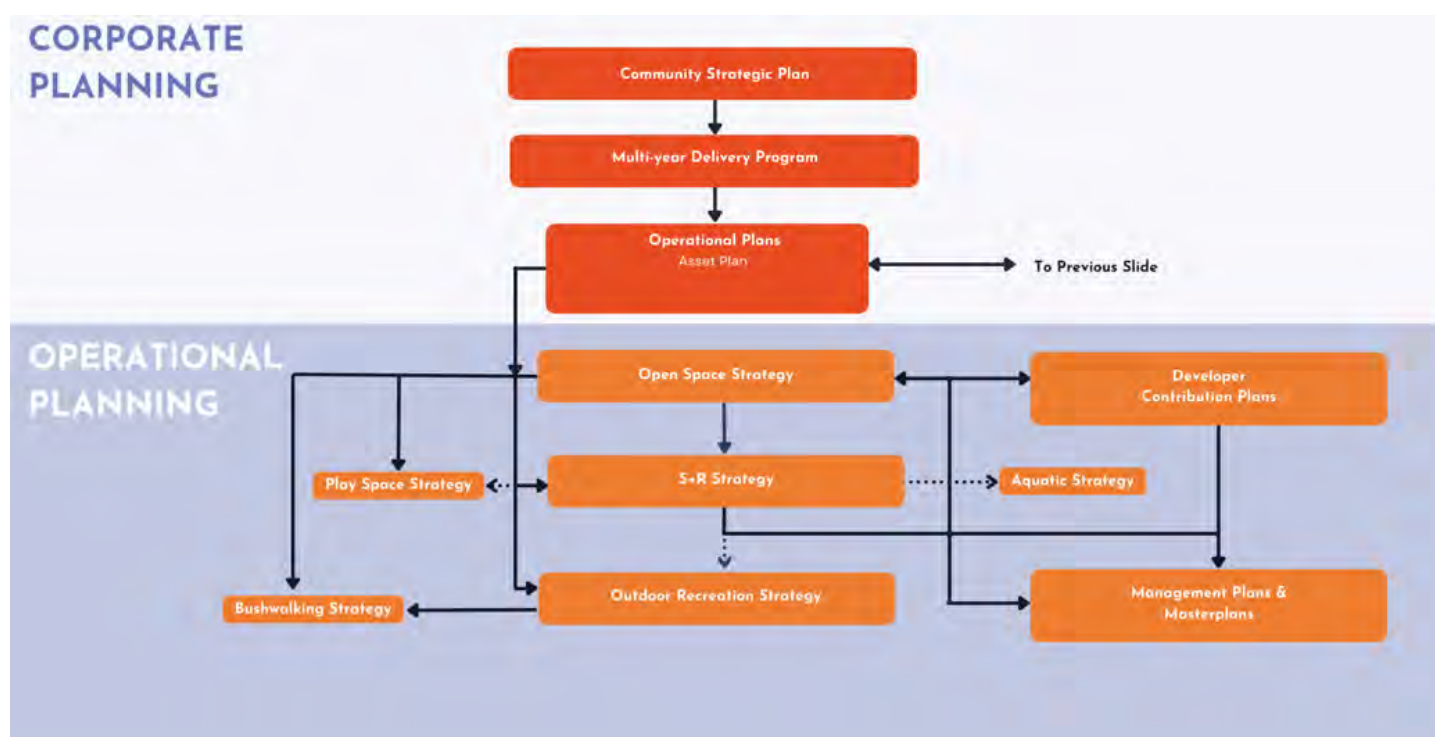 CORPORATE
PLANNING
Community Strategic Plan
Multi-year Delivery Program
Operational Plans
Asset Plan
To Previous Slide
OPERATIONAL
PLANNING
Open Space Strategy
Developer
Contribution Plans
Play Space Strategy
S+R Strategy
Aquatic Strategy
Bushwalking Strategy
Outdoor Recreation Strategy
Management Plans &
Masterplans